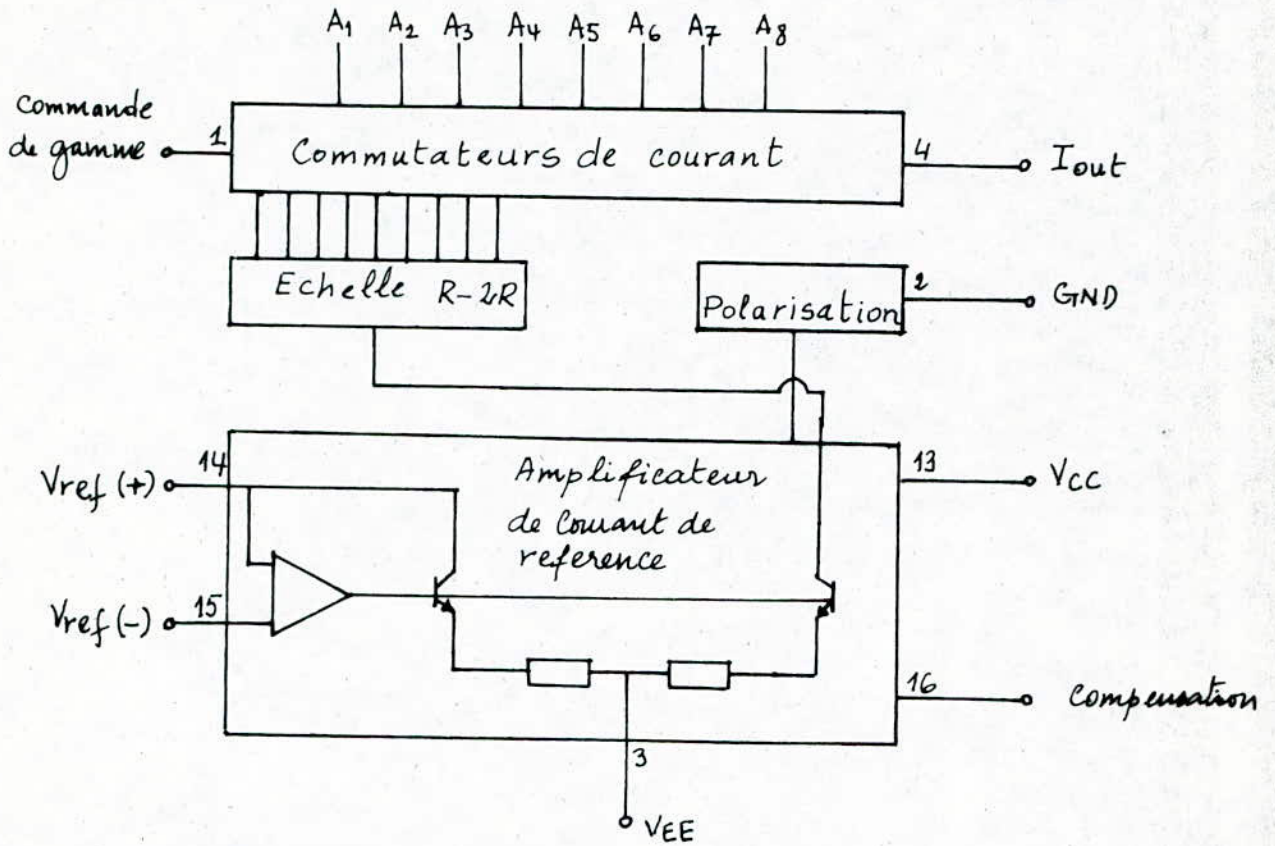 A1 A2 A3 A4 A5 A6 A7 A8
Commande
de gamme
1
Commutateurs de courant
4
Iout
Echelle R-2R
Polarisation
2
GND
Vref (+)
14
Amplificateur
de Courant de
reference
13
VCC
Vref (-)
15
16
Compensation
3
VEE